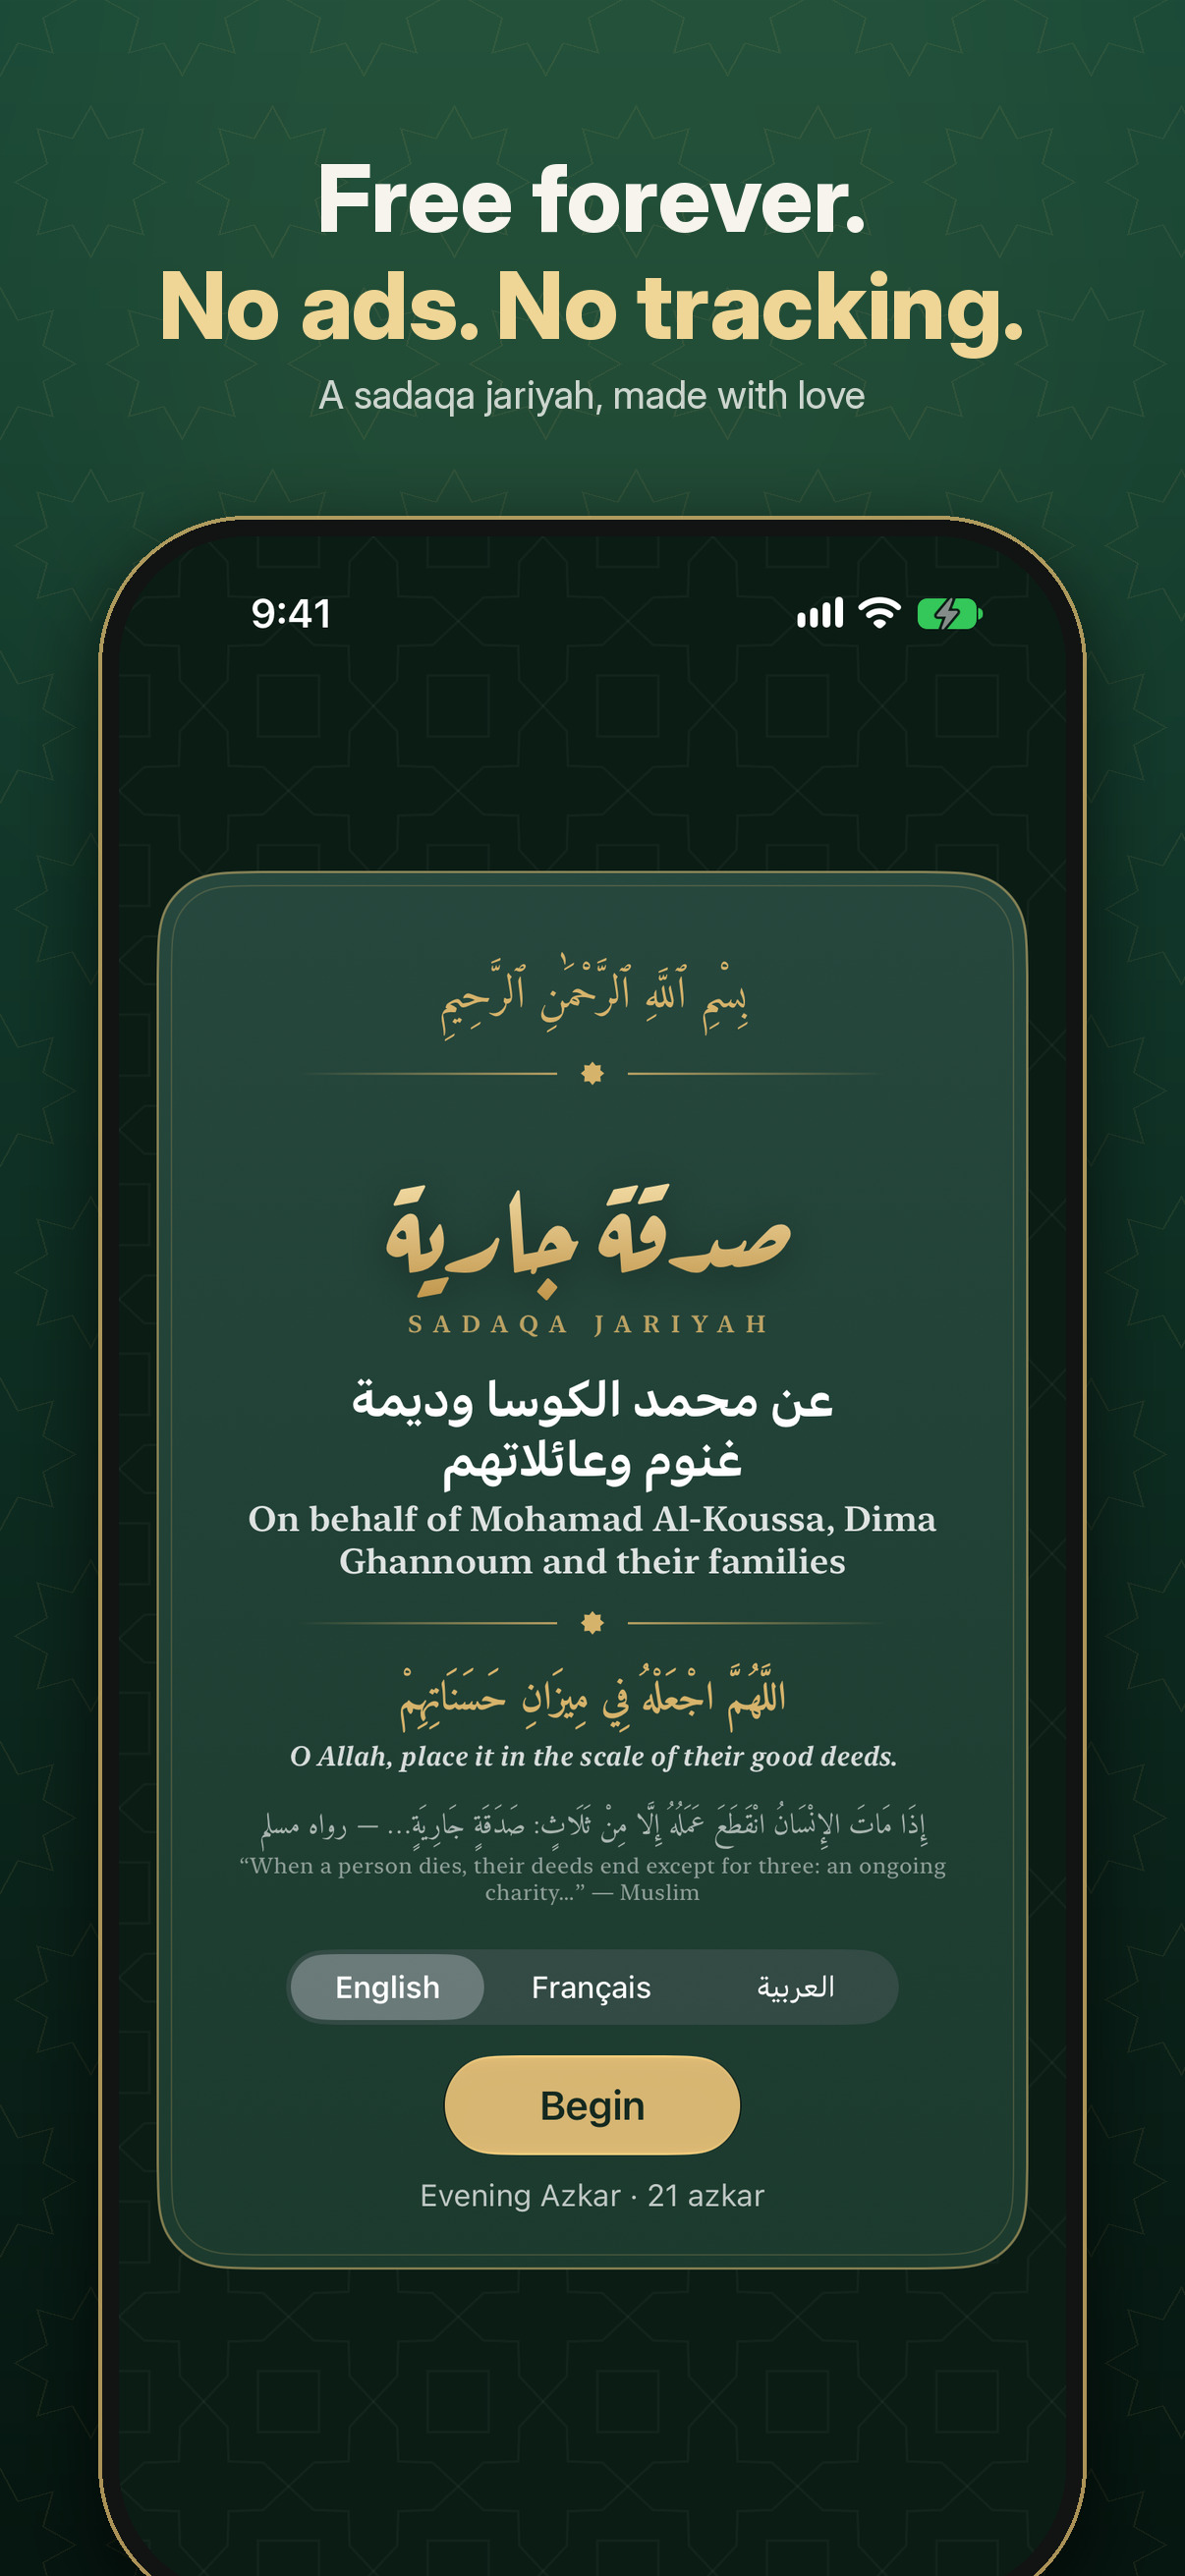 Free forever.
No ads. No tracking.
A sadaqa jariyah, made with love
9:41
بِسْمِ ٱللَّهِ ٱلرَّحْمَٰنِ ٱلرَّحِيمِ
صدقة جارية
SADAQA JARIYAH
عن محمد الكوسا وديمة
غنوم وعائلاتهم
On behalf of Mohamad Al-Koussa, Dima
Ghannoum and their families
اللَّهُمَّ اجْعَلْهُ فِي مِيزَانِ حَسَنَاتِهِمْ
O Allah, place it in the scale of their good deeds.
إِذَا مَاتَ الإِنْسَانُ انْقَطَعَ عَمَلُهُ إِلَّا مِنْ ثَلَاثٍ: صَدَقَةٍ جَارِيَةٍ… — رواه مسلم
“When a person dies, their deeds end except for three: an ongoing
charity…” — Muslim
English Français العربية
Begin
Evening Azkar · 21 azkar